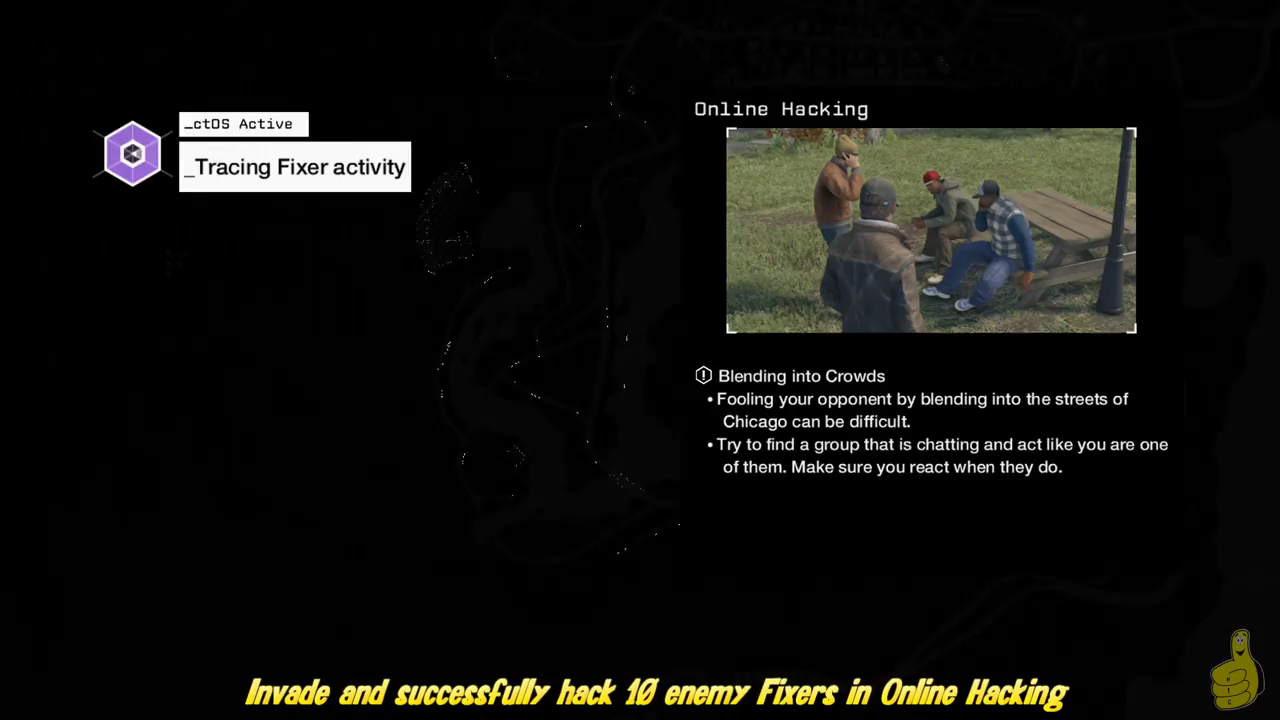 _ctOS Active
_Tracing Fixer activity
Online Hacking
Blending into Crowds
• Fooling your opponent by blending into the streets of
Chicago can be difficult.
• Try to find a group that is chatting and act like you are one
of them. Make sure you react when they do.
Invade and successfully hack 10 enemy Fixers in Online Hacking
H
T
C